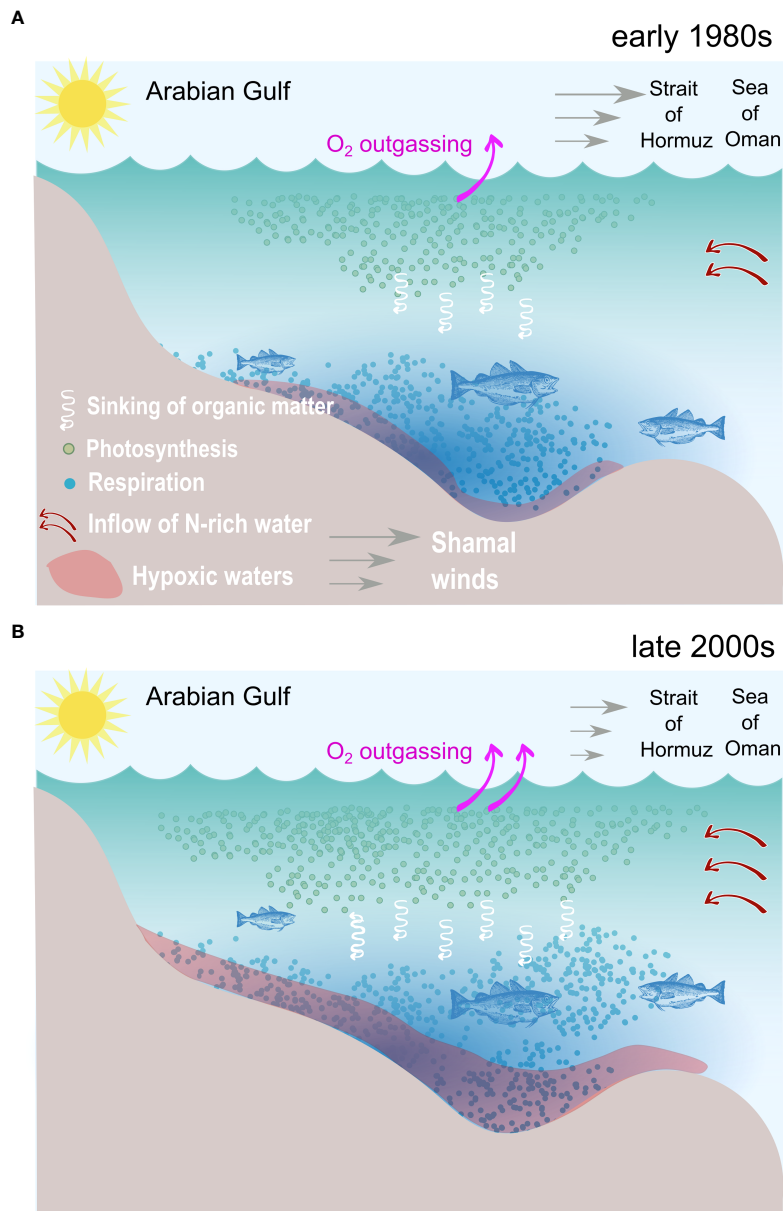 A
early 1980s
Arabian Gulf
Strait
of
Hormuz
Sea
of
Oman
O₂ outgassing
Sinking of organic matter
Photosynthesis
Respiration
Inflow of N-rich water
Hypoxic waters
Shamal
winds
B
late 2000s
Arabian Gulf
Strait
of
Hormuz
Sea
of
Oman
O₂ outgassing